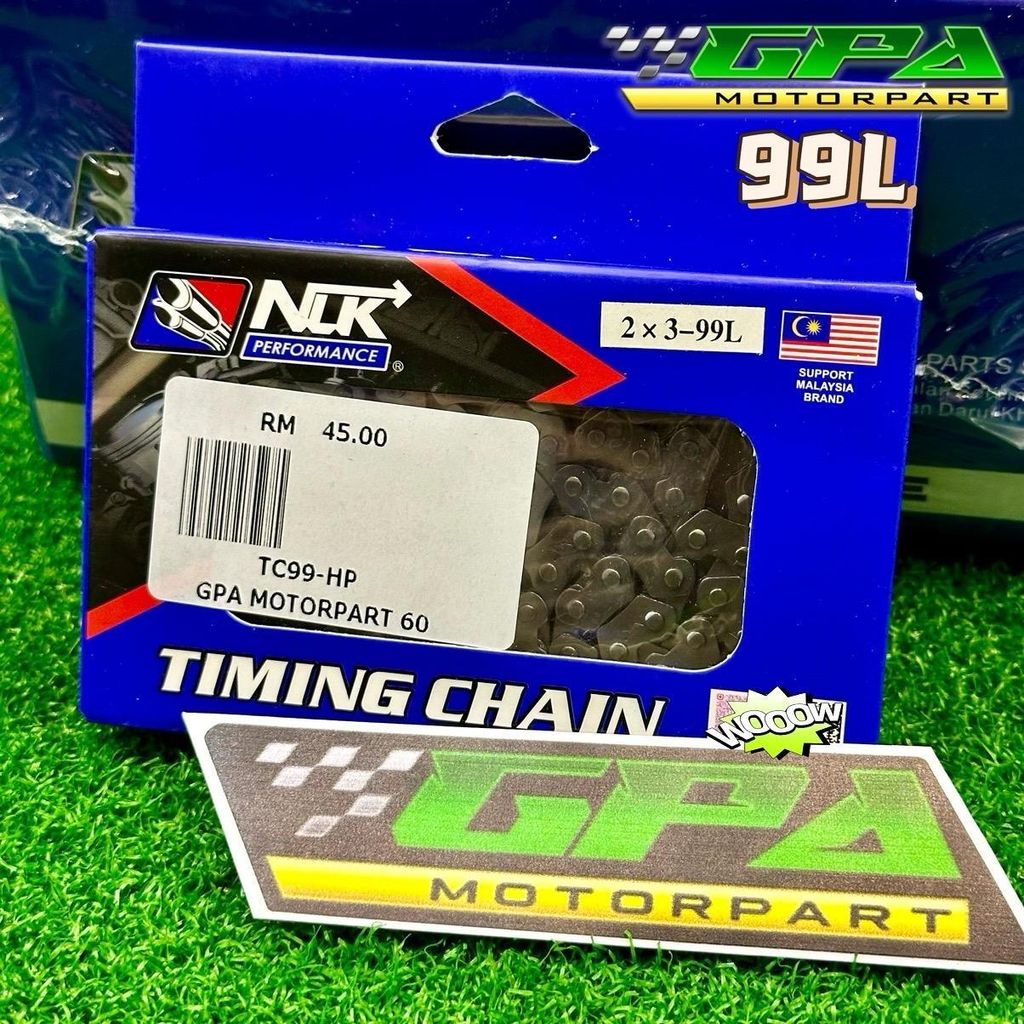 GPA
MOTORPART
99L
NLK
PERFORMANCE
®
2 × 3-99L
SUPPORT
MALAYSIA
BRAND
PARTS
RM 45.00
TC99-HP
GPA MOTORPART 60
TIMING CHAIN
WOOOW
GPA
MOTORPART